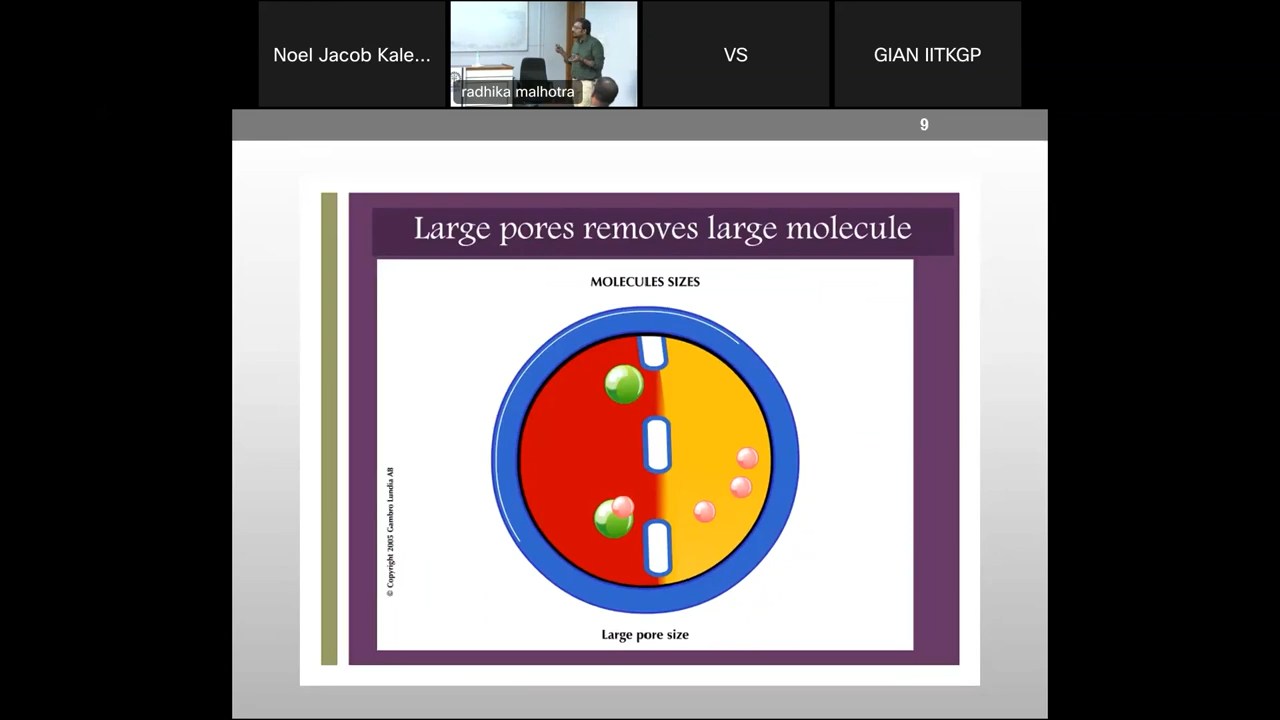 Noel Jacob Kale...
radhika malhotra
VS
GIAN IITKGP
9
Large pores removes large molecule
MOLECULES SIZES
© Copyright 2005 Gambro Lundia AB
Large pore size